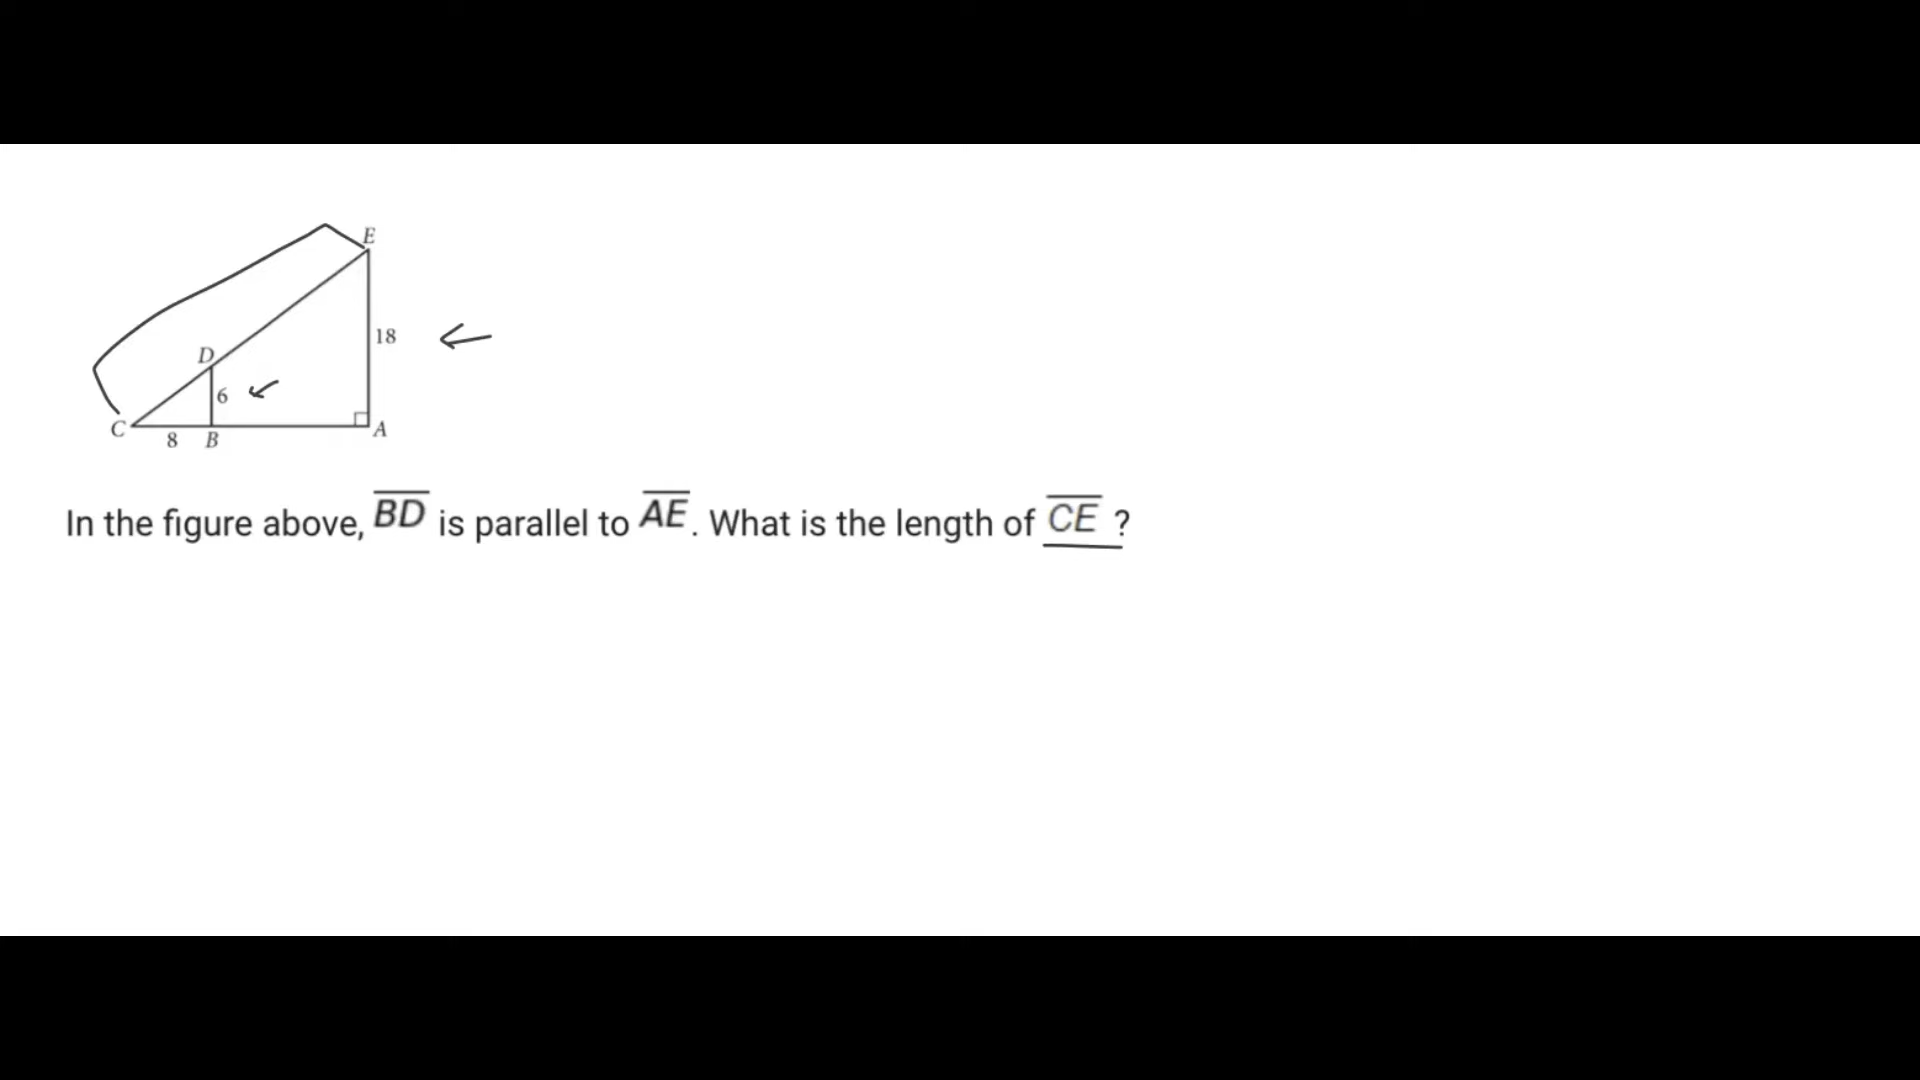 E
18
D
6
C
8 B
A
In the figure above, BD is parallel to AE. What is the length of CE ?